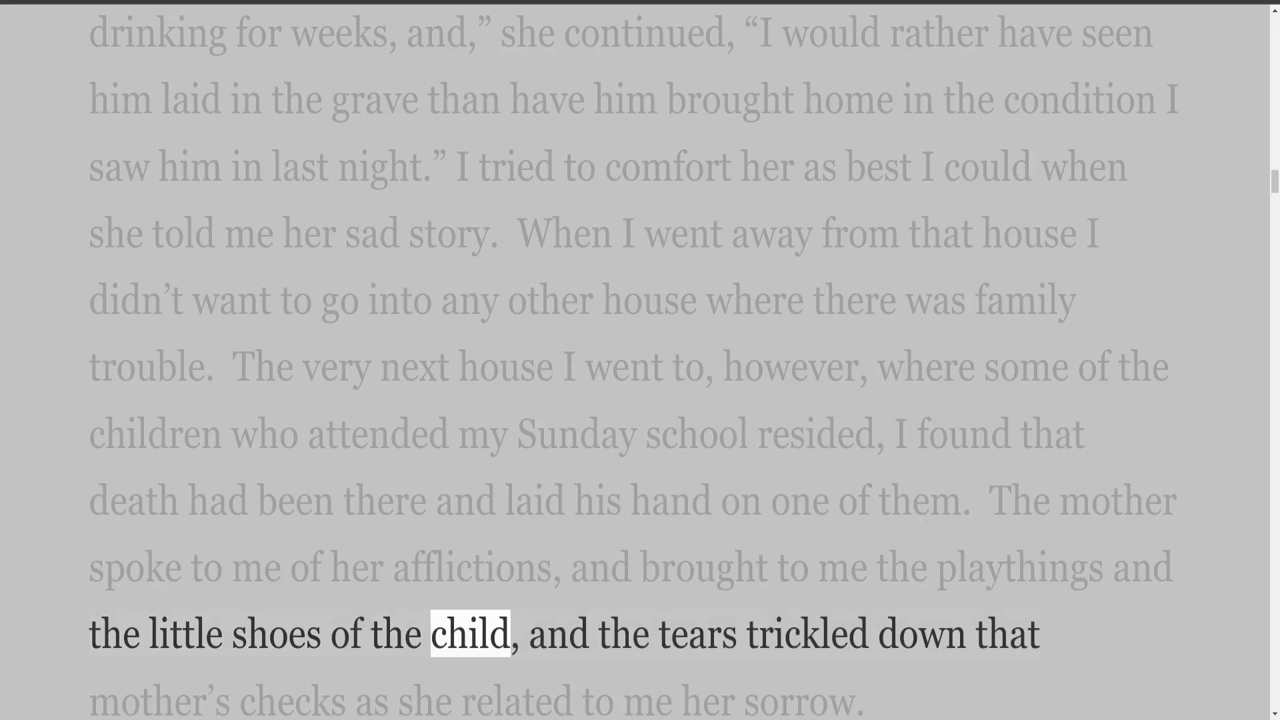 drinking for weeks, and,” she continued, “I would rather have seen
him laid in the grave than have him brought home in the condition I
saw him in last night.” I tried to comfort her as best I could when
she told me her sad story.  When I went away from that house I
didn’t want to go into any other house where there was family
trouble.  The very next house I went to, however, where some of the
children who attended my Sunday school resided, I found that
death had been there and laid his hand on one of them.  The mother
spoke to me of her afflictions, and brought to me the playthings and
the little shoes of the child, and the tears trickled down that
mother’s checks as she related to me her sorrow.